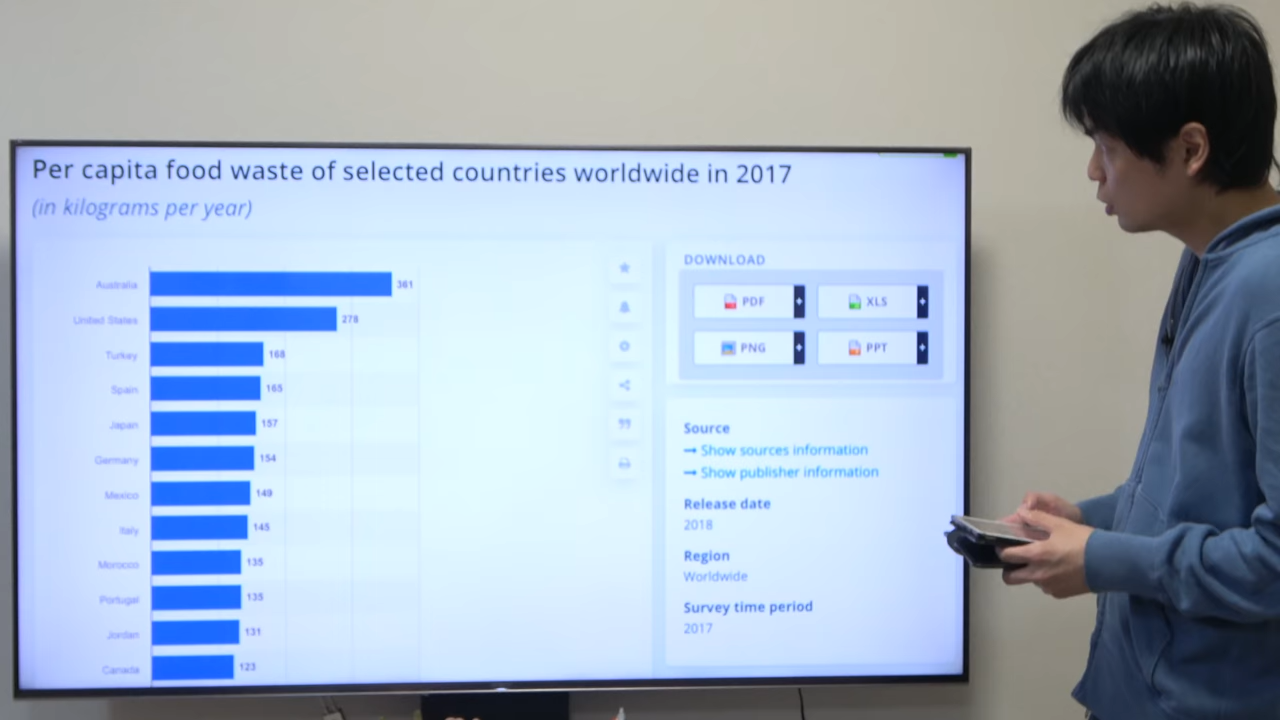 Per capita food waste of selected countries worldwide in 2017
(in kilograms per year)
Australia 361
United States 278
Turkey 168
Spain 165
Japan 157
Germany 154
Mexico 149
Italy 145
Morocco 135
Portugal 135
Jordan 131
Canada 123
DOWNLOAD
PDF + XLS +
PNG + PPT +
Source
→ Show sources information
→ Show publisher information
Release date
2018
Region
Worldwide
Survey time period
2017